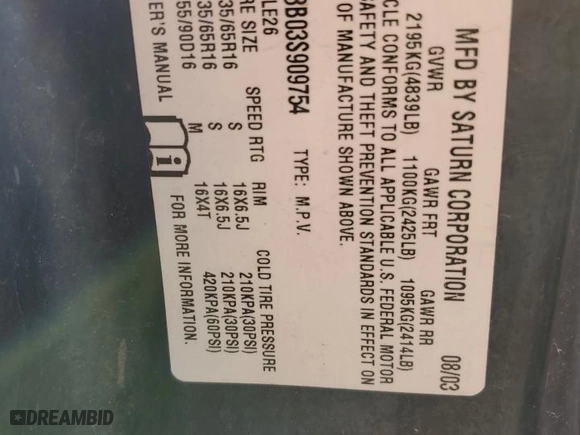 MFD BY SATURN CORPORATION 08/03
GVWR GAWR FRT GAWR RR
2195KG(4839LB) 1100KG(2425LB) 1095KG(2414LB)
CLE CONFORMS TO ALL APPLICABLE U.S. FEDERAL MOTOR
SAFETY AND THEFT PREVENTION STANDARDS IN EFFECT ON
OF MANUFACTURE SHOWN ABOVE.
BB03S909754 TYPE: M.P.V.
LE26
RE SIZE SPEED RTG RIM COLD TIRE PRESSURE
35/65R16 S 16X6.5J 210KPA(30PSI)
35/65R16 S 16X6.5J 210KPA(30PSI)
55/90D16 M 16X4T 420KPA(60PSI)
ER'S MANUAL i FOR MORE INFORMATION.
DREAMBID